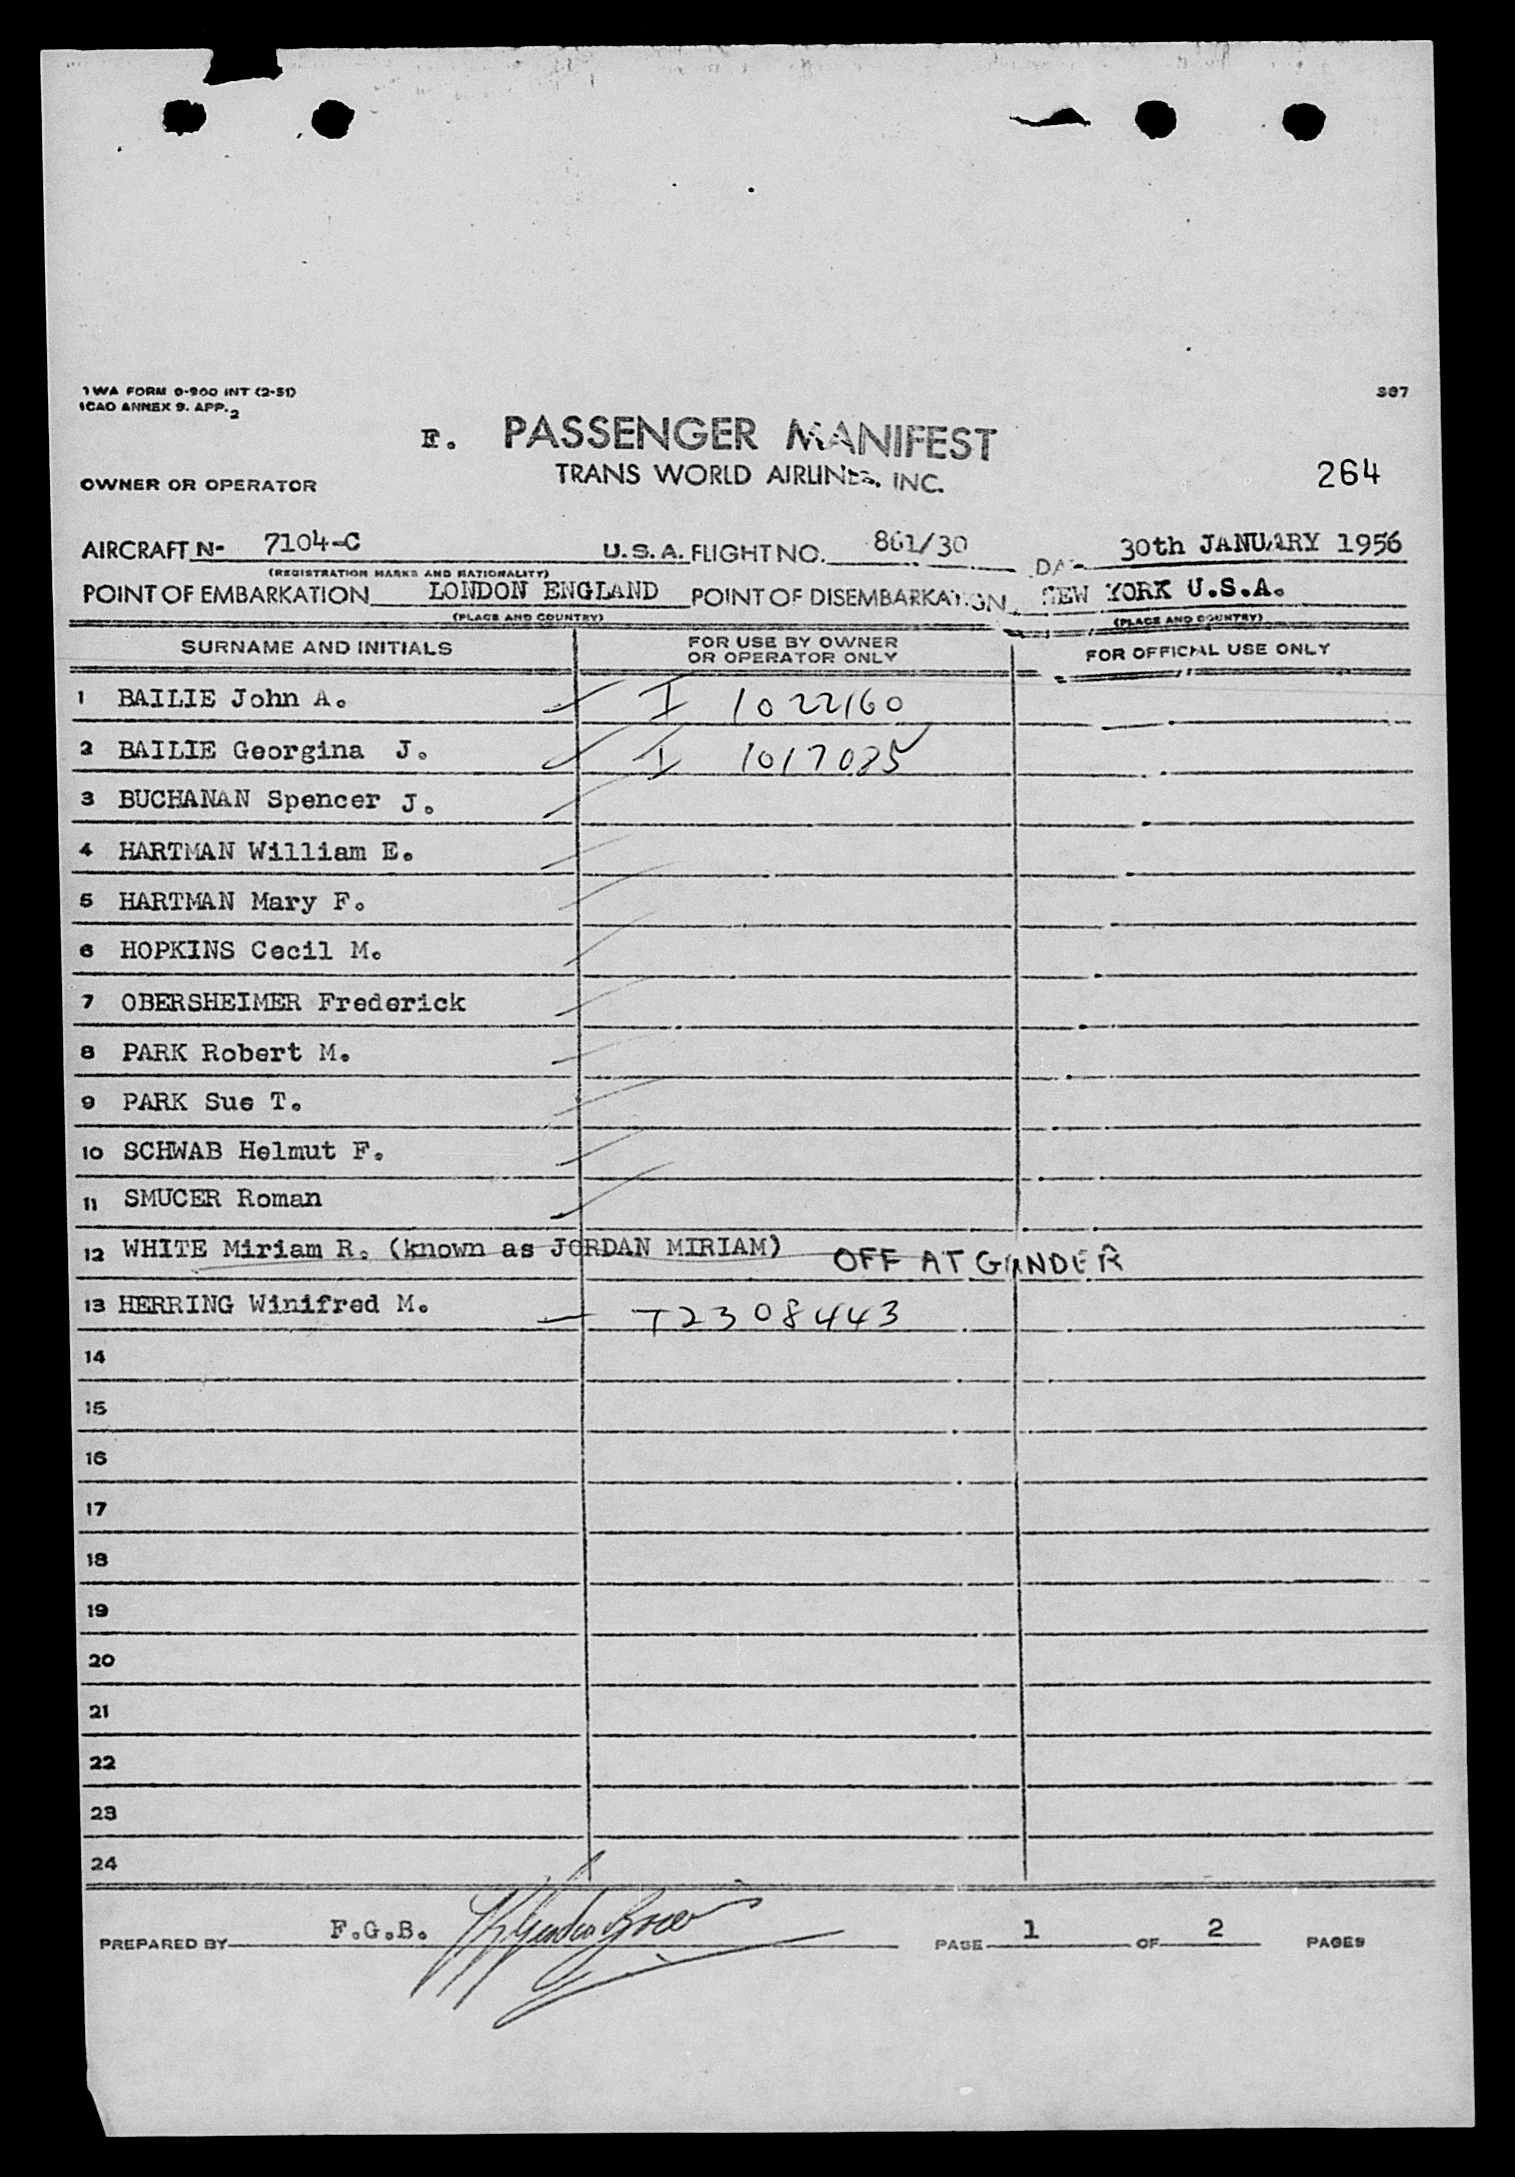 TWA FORM 0-900 INT (2-51)
ICAO ANNEX 9. APP. 2
387
F. PASSENGER MANIFEST
TRANS WORLD AIRLINES, INC.
264
OWNER OR OPERATOR
AIRCRAFT N- 7104-C U.S.A. FLIGHT NO. 861/30 30th JANUARY 1956
(REGISTRATION MARKS AND NATIONALITY)
POINT OF EMBARKATION LONDON ENGLAND POINT OF DISEMBARKATION NEW YORK U.S.A.
(PLACE AND COUNTRY) (PLACE AND COUNTRY)
SURNAME AND INITIALS FOR USE BY OWNER OR OPERATOR ONLY FOR OFFICIAL USE ONLY
1 BAILIE John A. I 1022160
2 BAILIE Georgina J. I 1017085
3 BUCHANAN Spencer J.
4 HARTMAN William E.
5 HARTMAN Mary F.
6 HOPKINS Cecil M.
7 OBERSHEIMER Frederick
8 PARK Robert M.
9 PARK Sue T.
10 SCHWAB Helmut F.
11 SMUCER Roman
12 WHITE Miriam R. (known as JORDAN MIRIAM) OFF AT GANDER
13 HERRING Winifred M. T2308443
14
15
16
17
18
19
20
21
22
23
24
PREPARED BY F.G.B. PAGE 1 OF 2 PAGES